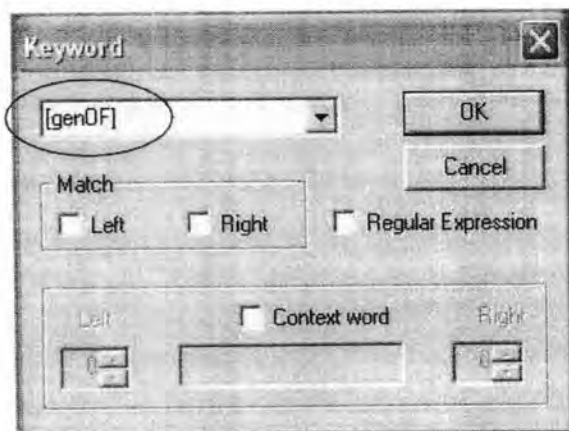 Keyword
[genOF]
OK
Cancel
Match
Left
Right
Regular Expression
Left
Context word
Right
0
0